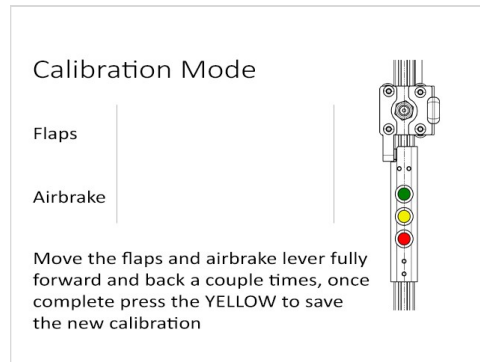 Calibration Mode
Flaps
Airbrake
Move the flaps and airbrake lever fully
forward and back a couple times, once
complete press the YELLOW to save
the new calibration